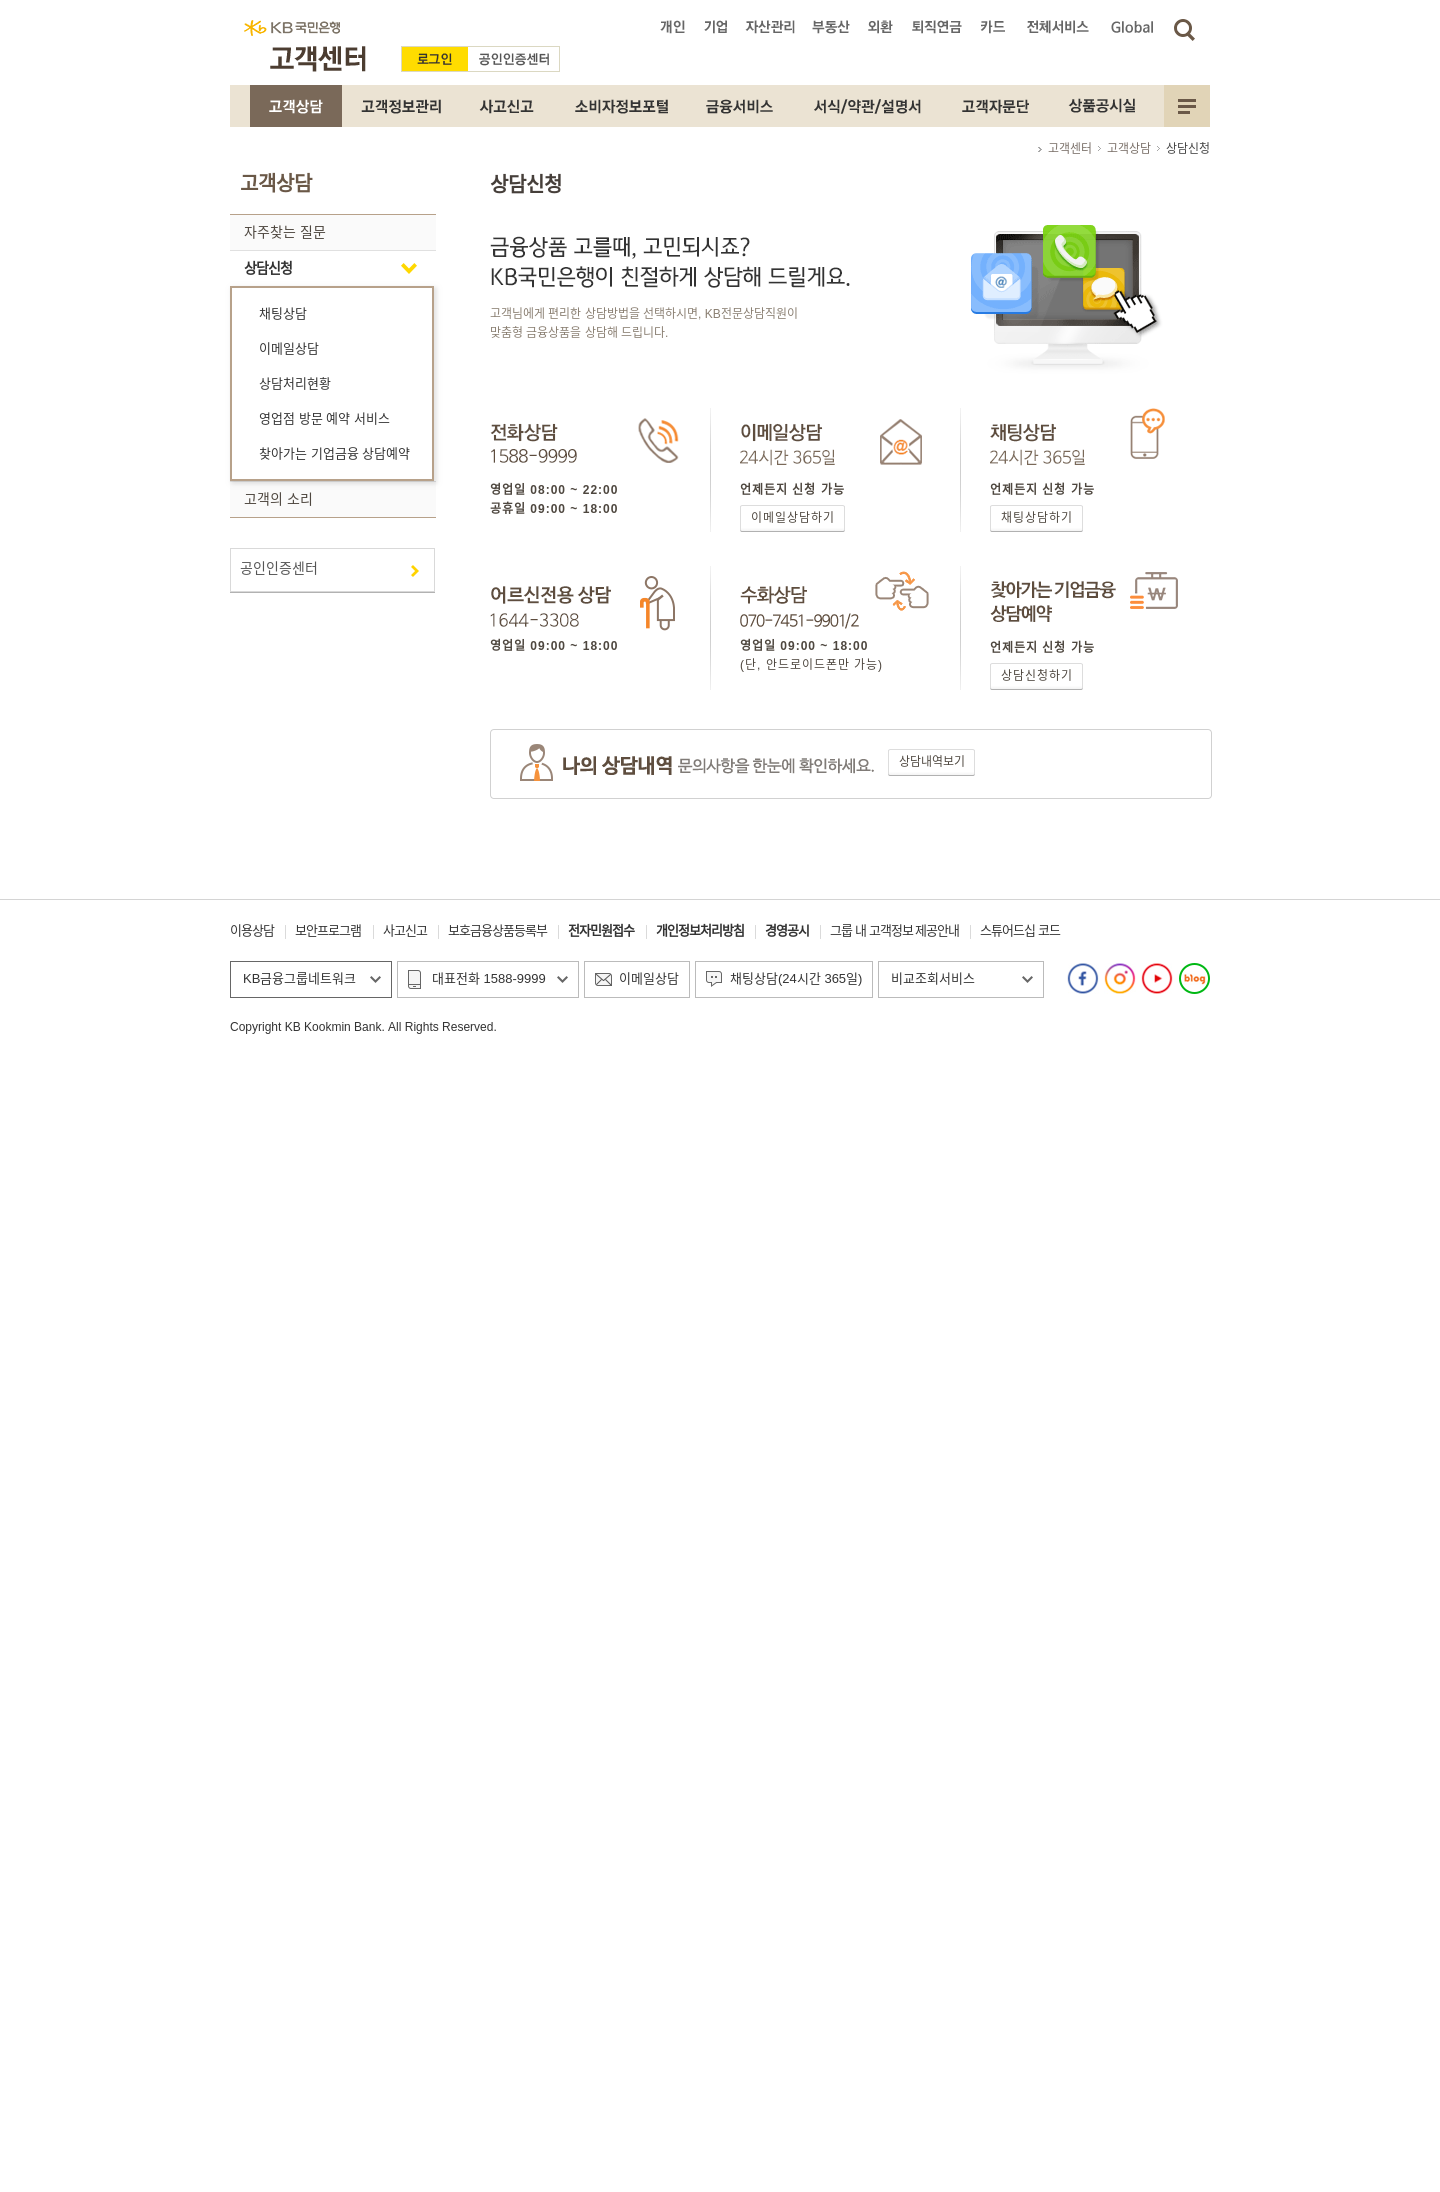 KB국민은행
고객센터
로그인
공인인증센터
개인 기업 자산관리 부동산 외환 퇴직연금 카드 전체서비스 Global
고객상담 고객정보관리 사고신고 소비자정보포털 금융서비스 서식/약관/설명서 고객자문단 상품공시실
고객센터 고객상담 상담신청
고객상담
자주찾는 질문
상담신청
채팅상담
이메일상담
상담처리현황
영업점 방문 예약 서비스
찾아가는 기업금융 상담예약
고객의 소리
공인인증센터
상담신청
금융상품 고를때, 고민되시죠?
KB국민은행이 친절하게 상담해 드릴게요.
고객님에게 편리한 상담방법을 선택하시면, KB전문상담직원이
맞춤형 금융상품을 상담해 드립니다.
@
전화상담
1588-9999
영업일 08:00 ~ 22:00
공휴일 09:00 ~ 18:00
이메일상담
24시간 365일
@
언제든지 신청 가능
이메일상담하기
채팅상담
24시간 365일
언제든지 신청 가능
채팅상담하기
어르신전용 상담
1644-3308
영업일 09:00 ~ 18:00
수화상담
070-7451-9901/2
영업일 09:00 ~ 18:00
(단, 안드로이드폰만 가능)
찾아가는 기업금융
상담예약
₩
언제든지 신청 가능
상담신청하기
나의 상담내역 문의사항을 한눈에 확인하세요. 상담내역보기
이용상담 보안프로그램 사고신고 보호금융상품등록부 전자민원접수 개인정보처리방침 경영공시 그룹 내 고객정보 제공안내 스튜어드십 코드
KB금융그룹네트워크 대표전화 1588-9999 이메일상담 채팅상담(24시간 365일) 비교조회서비스 f blog
Copyright KB Kookmin Bank. All Rights Reserved.